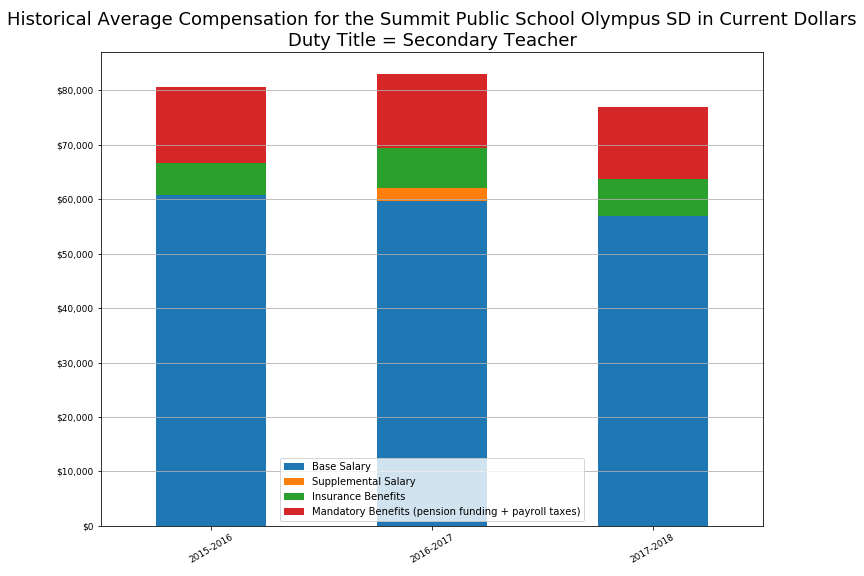 Historical Average Compensation for the Summit Public School Olympus SD in Current Dollars
Duty Title = Secondary Teacher
$80,000
$70,000
$60,000
$50,000
$40,000
$30,000
$20,000
$10,000
$0
Base Salary
Supplemental Salary
Insurance Benefits
Mandatory Benefits (pension funding + payroll taxes)
2015-2016
2016-2017
2017-2018